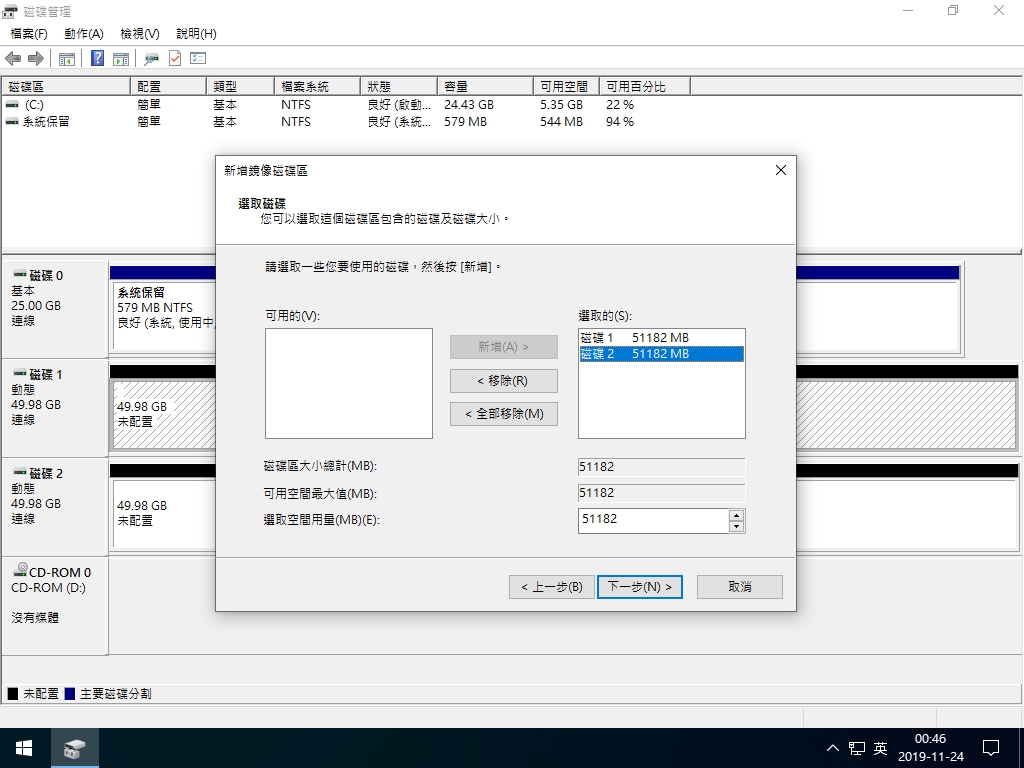 磁碟管理
檔案(F) 動作(A) 檢視(V) 說明(H)
磁碟區 配置 類型 檔案系統 狀態 容量 可用空間 可用百分比
(C:) 簡單 基本 NTFS 良好 (啟動... 24.43 GB 5.35 GB 22 %
系統保留 簡單 基本 NTFS 良好 (系統... 579 MB 544 MB 94 %
新增鏡像磁碟區
選取磁碟
您可以選取這個磁碟區包含的磁碟及磁碟大小。
請選取一些您要使用的磁碟，然後按 [新增]。
可用的(V):
選取的(S):
新增(A) >
< 移除(R)
< 全部移除(M)
磁碟 1 51182 MB
磁碟 2 51182 MB
磁碟區大小總計(MB): 51182
可用空間最大值(MB): 51182
選取空間用量(MB)(E): 51182
< 上一步(B) 下一步(N) > 取消
磁碟 0
基本
25.00 GB
連線
系統保留
579 MB NTFS
良好 (系統, 使用中,
磁碟 1
動態
49.98 GB
連線
49.98 GB
未配置
磁碟 2
動態
49.98 GB
連線
49.98 GB
未配置
CD-ROM 0
CD-ROM (D:)
沒有媒體
未配置 主要磁碟分割
英
00:46
2019-11-24